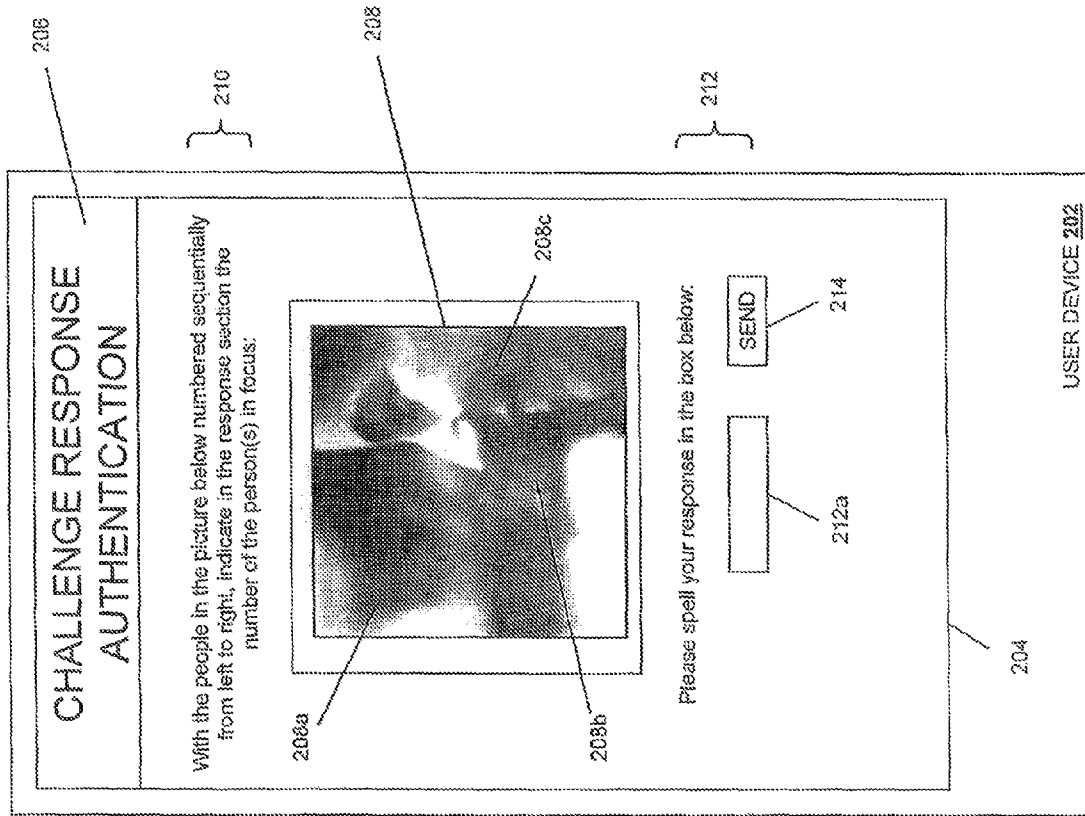 206
CHALLENGE RESPONSE
AUTHENTICATION
With the people in the picture below numbered sequentially
from left to right, indicate in the response section the
number of the person(s) in focus:
210
208a
208
208b
208c
Please spell your response in the box below:
212
SEND
212a
214
204
USER DEVICE 202